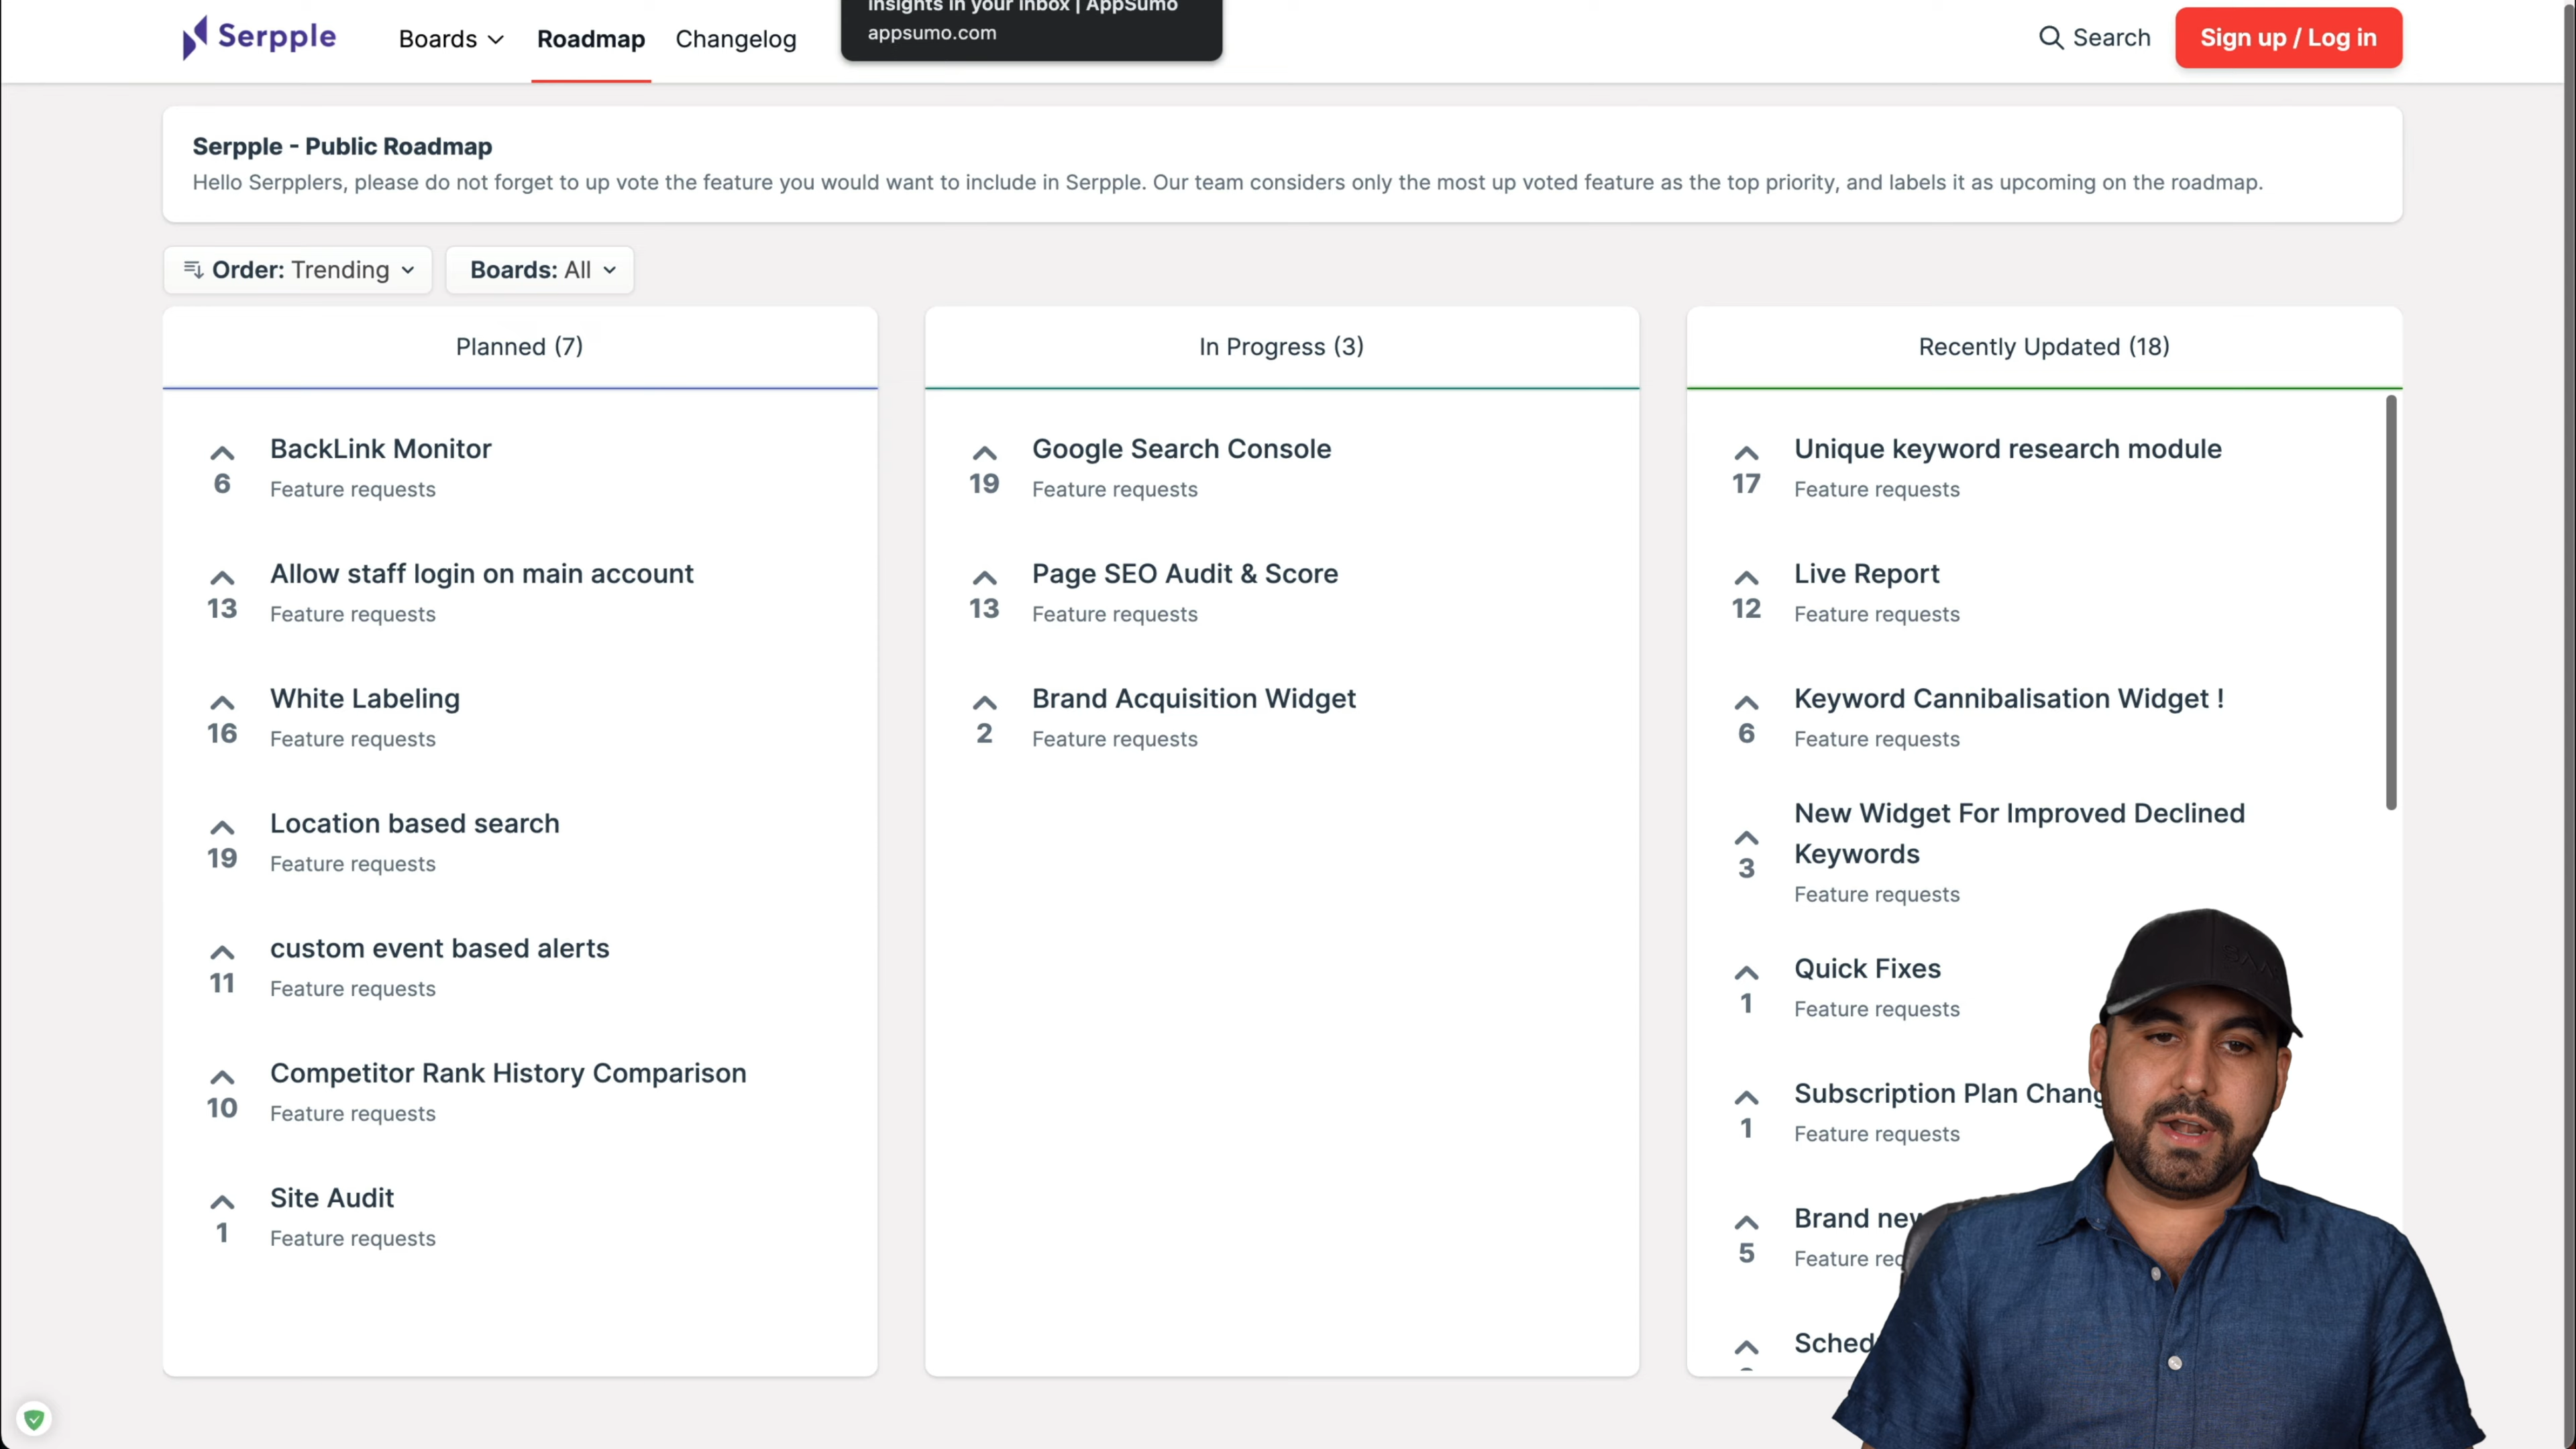 insights in your inbox | AppSumo
appsumo.com
Serpple
Boards
Roadmap
Changelog
Search
Sign up / Log in
Serpple - Public Roadmap
Hello Serpplers, please do not forget to up vote the feature you would want to include in Serpple. Our team considers only the most up voted feature as the top priority, and labels it as upcoming on the roadmap.
Order: Trending
Boards: All
Planned (7)
BackLink Monitor
6
Feature requests
Allow staff login on main account
13
Feature requests
White Labeling
16
Feature requests
Location based search
19
Feature requests
custom event based alerts
11
Feature requests
Competitor Rank History Comparison
10
Feature requests
Site Audit
1
Feature requests
In Progress (3)
Google Search Console
19
Feature requests
Page SEO Audit & Score
13
Feature requests
Brand Acquisition Widget
2
Feature requests
Recently Updated (18)
Unique keyword research module
17
Feature requests
Live Report
12
Feature requests
Keyword Cannibalisation Widget !
6
Feature requests
New Widget For Improved Declined
Keywords
3
Feature requests
Quick Fixes
1
Feature requests
Subscription Plan
1
Feature requests
Brand
5
Feature